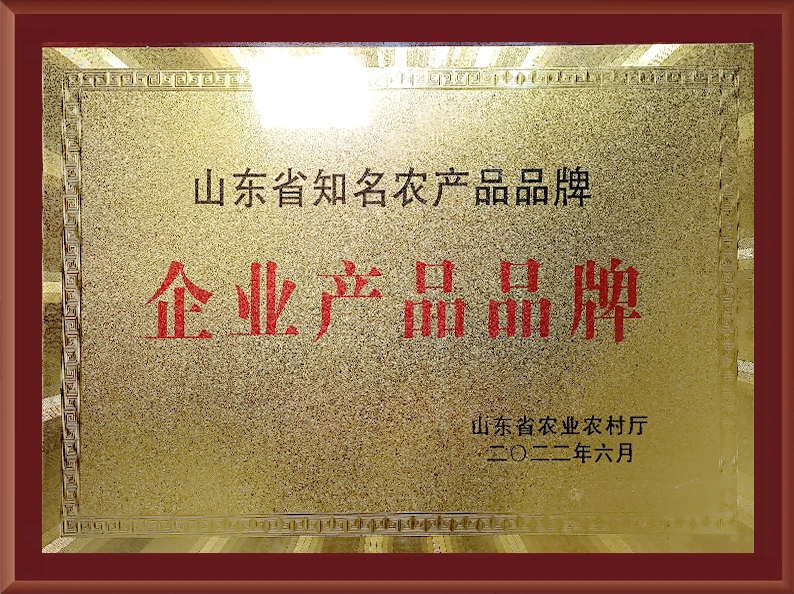 山东省知名农产品品牌
企业产品品牌
山东省农业农村厅
二〇二二年六月